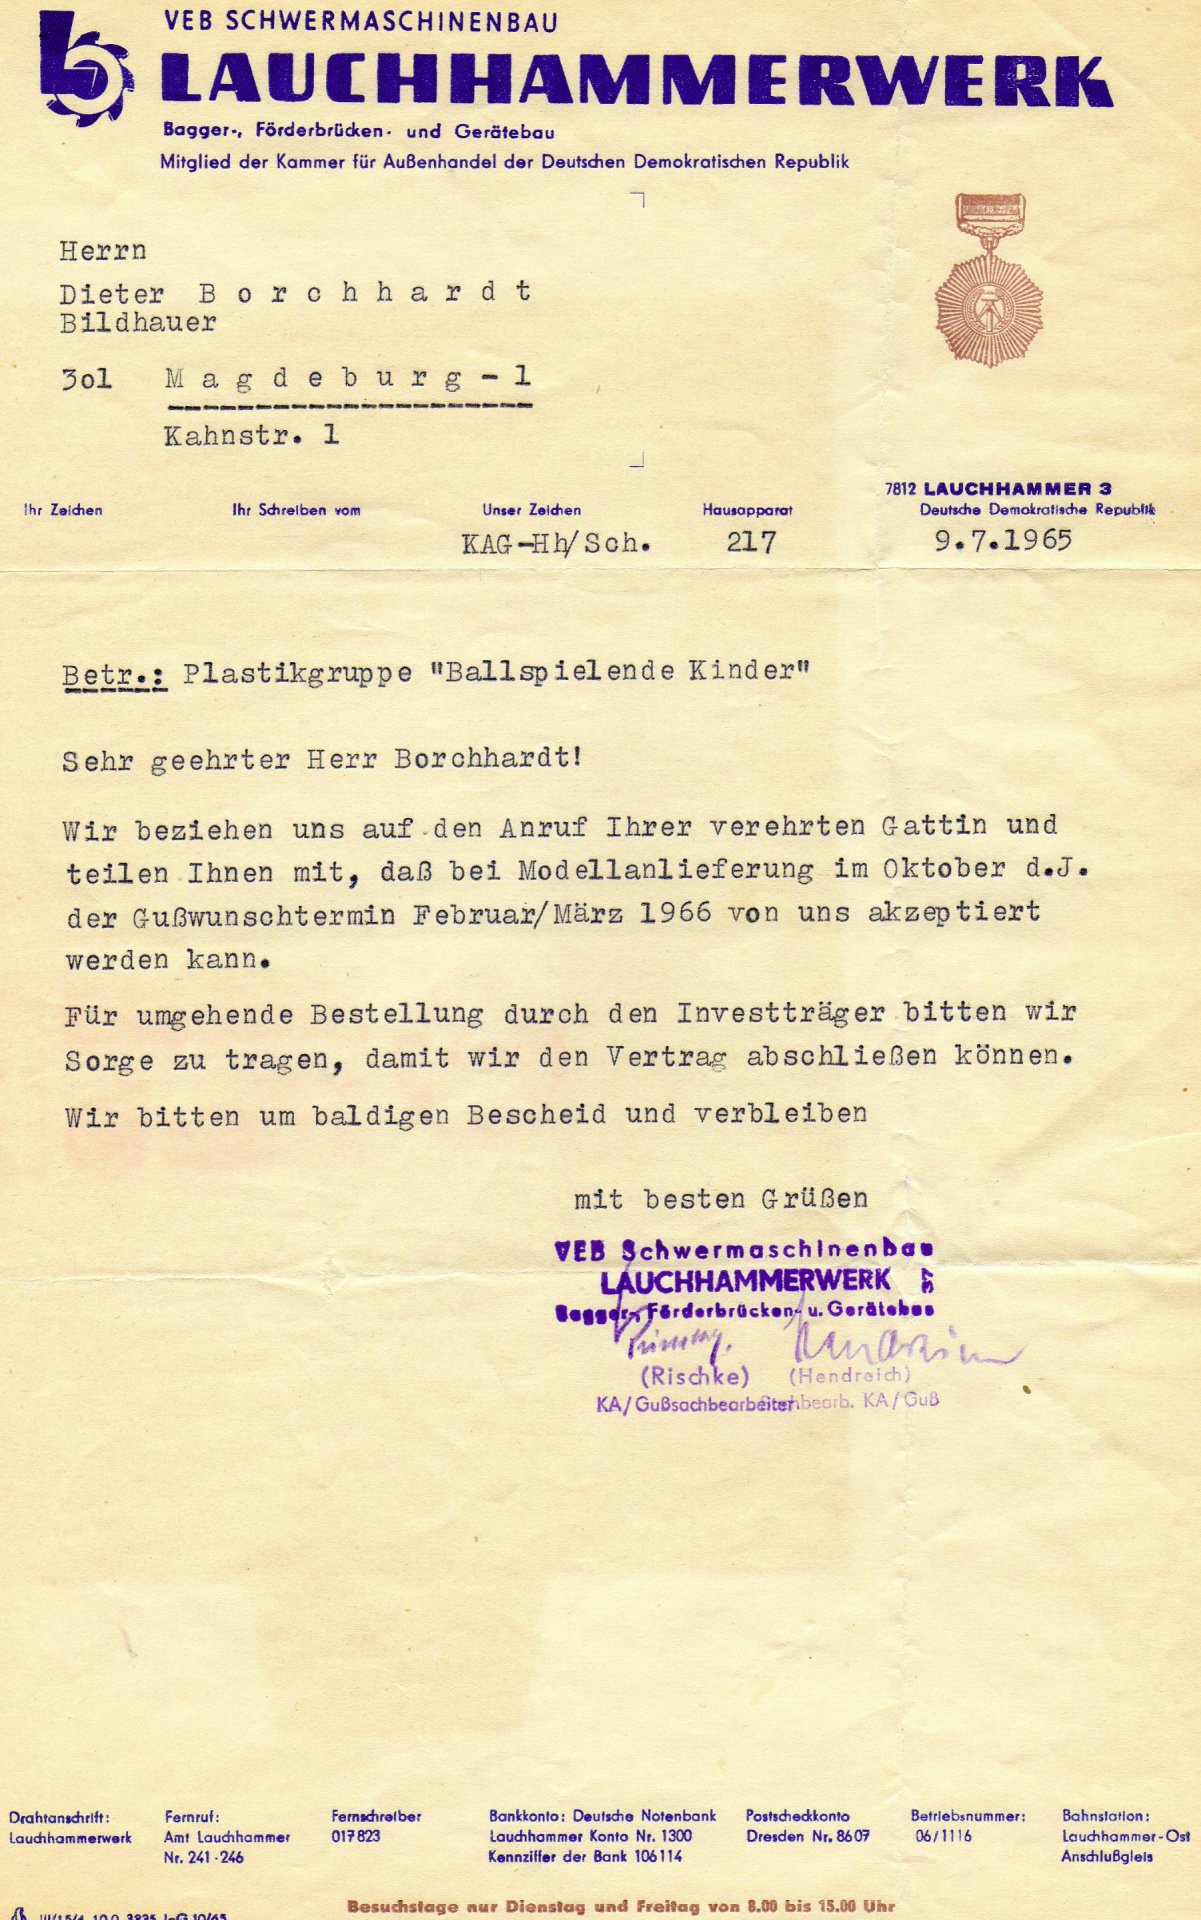 VEB SCHWERMASCHINENBAU
LAUCHHAMMERWERK
Bagger-, Förderbrücken- und Gerätebau
Mitglied der Kammer für Außenhandel der Deutschen Demokratischen Republik
Herrn
Dieter B o r c h h a r d t
Bildhauer
3o1 M a g d e b u r g - 1
Kahnstr. 1
7812 LAUCHHAMMER 3
Deutsche Demokratische Republik
Ihr Zeichen Ihr Schreiben vom Unser Zeichen Hausapparat
KAG-Hh/Sch. 217 9.7.1965
Betr.: Plastikgruppe "Ballspielende Kinder"
Sehr geehrter Herr Borchhardt!
Wir beziehen uns auf den Anruf Ihrer verehrten Gattin und
teilen Ihnen mit, daß bei Modellanlieferung im Oktober d.J.
der Gußwunschtermin Februar/März 1966 von uns akzeptiert
werden kann.
Für umgehende Bestellung durch den Investträger bitten wir
Sorge zu tragen, damit wir den Vertrag abschließen können.
Wir bitten um baldigen Bescheid und verbleiben
mit besten Grüßen
VEB Schwermaschinenbau
LAUCHHAMMERWERK 57
Bagger-, Förderbrücken- u. Gerätebau
(Rischke) (Hendreich)
KA/Gußsachbearbeiter KA/Guß
Drahtanschrift: Fernruf: Fernschreiber Bankkonto: Deutsche Notenbank Postscheckkonto Betriebsnummer: Bahnstation:
Lauchhammerwerk Amt Lauchhammer 017823 Lauchhammer Konto Nr. 1300 Dresden Nr. 8607 06/1116 Lauchhammer-Ost
Nr. 241-246 Kennziffer der Bank 106114 Anschlußgleis
Besuchstage nur Dienstag und Freitag von 8.00 bis 15.00 Uhr